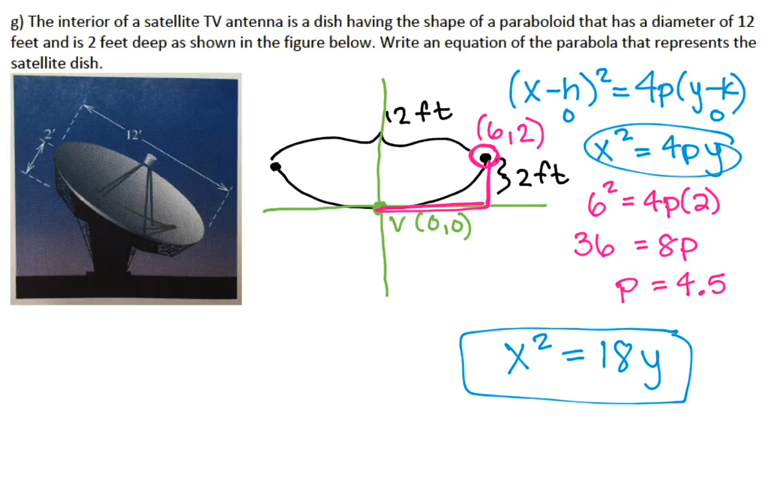 g) The interior of a satellite TV antenna is a dish having the shape of a paraboloid that has a diameter of 12
feet and is 2 feet deep as shown in the figure below. Write an equation of the parabola that represents the
satellite dish.
2'
12'
12ft
(6,2)
2ft
V (0,0)
(x-h)²=4p(y-k)
0 0
x²=4py
6²=4p(2)
36 =8p
p=4.5
x²=18y